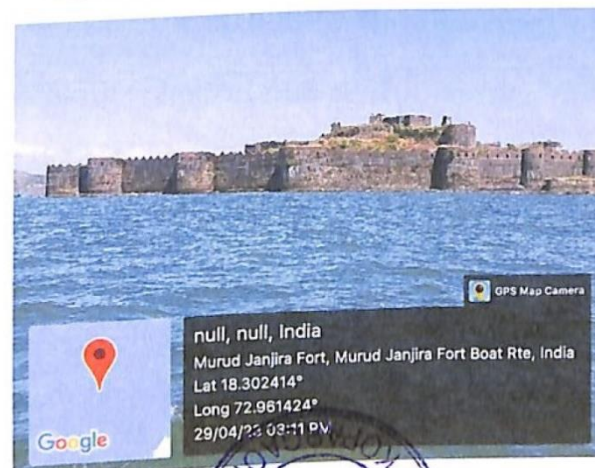 GPS Map Camera
null, null, India
Murud Janjira Fort, Murud Janjira Fort Boat Rte, India
Lat 18.302414°
Long 72.961424°
03:11 PM
Google